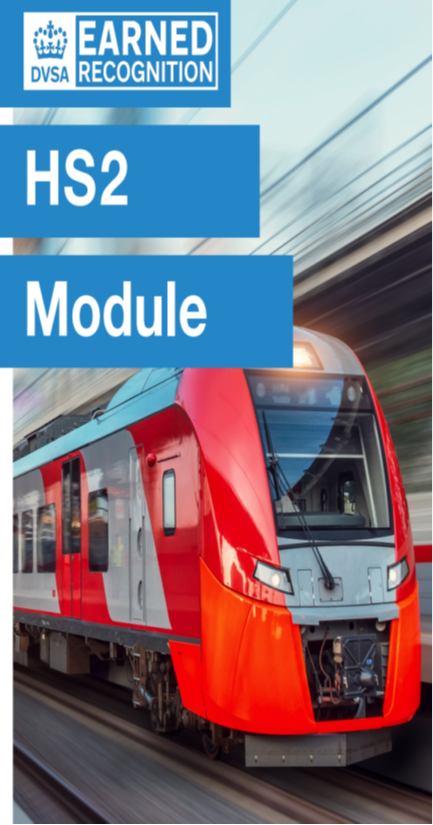 DVSA
EARNED
RECOGNITION
HS2
Module